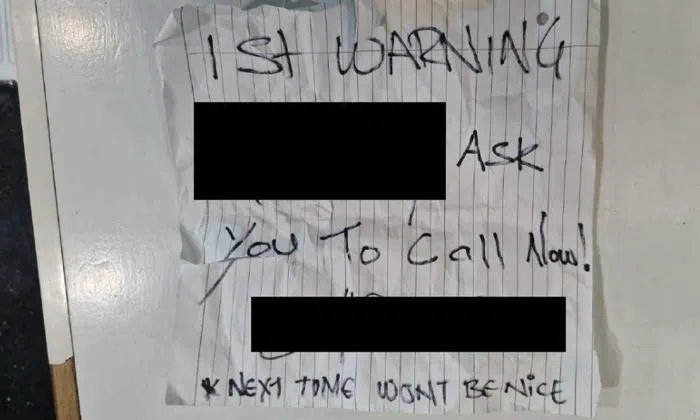 1ST WARNING
ASK
YOU TO CALL NOW!
* NEXT TIME WONT BE NICE